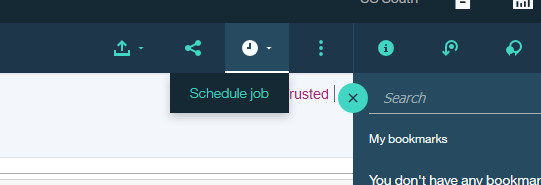 Schedule job
rusted
Search
My bookmarks
You don't have any bookmar